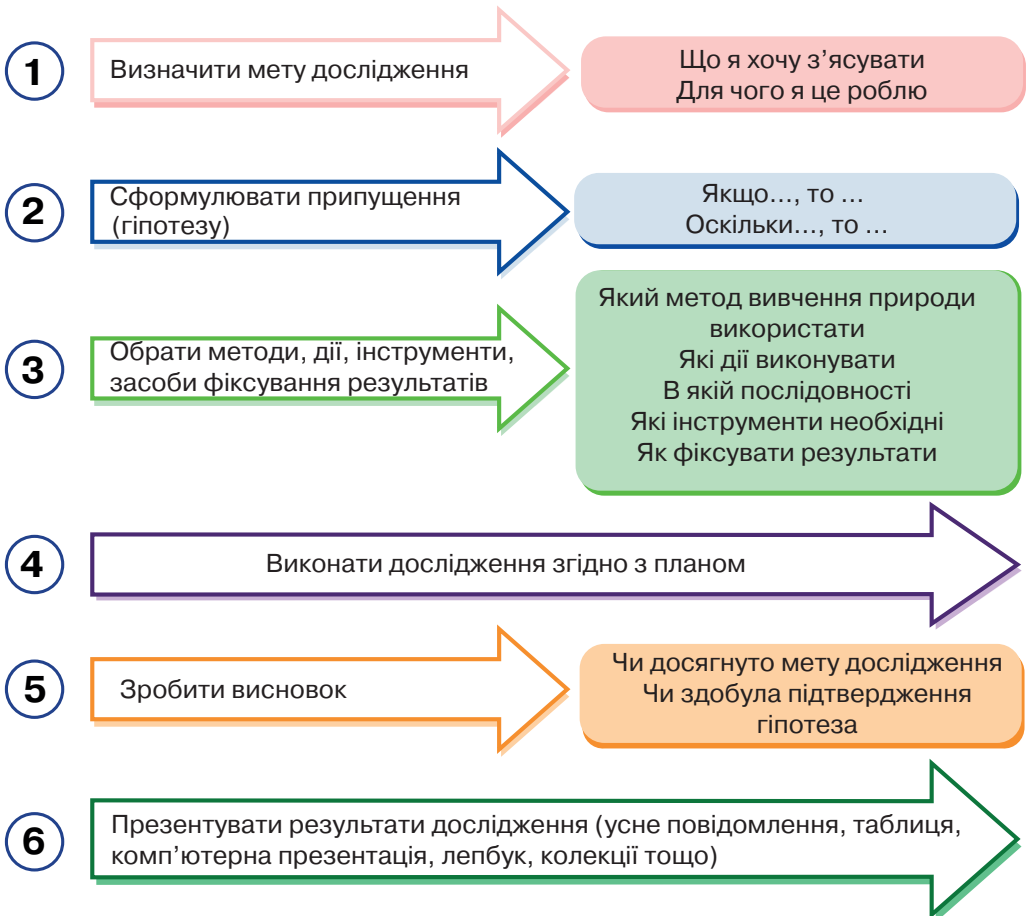 1
Визначити мету дослідження
Що я хочу з’ясувати
Для чого я це роблю
2
Сформулювати припущення
(гіпотезу)
Якщо…, то …
Оскільки…, то …
3
Обрати методи, дії, інструменти,
засоби фіксування результатів
Який метод вивчення природи
використати
Які дії виконувати
В якій послідовності
Які інструменти необхідні
Як фіксувати результати
4
Виконати дослідження згідно з планом
5
Зробити висновок
Чи досягнуто мету дослідження
Чи здобула підтвердження
гіпотеза
6
Презентувати результати дослідження (усне повідомлення, таблиця,
комп’ютерна презентація, лепбук, колекції тощо)